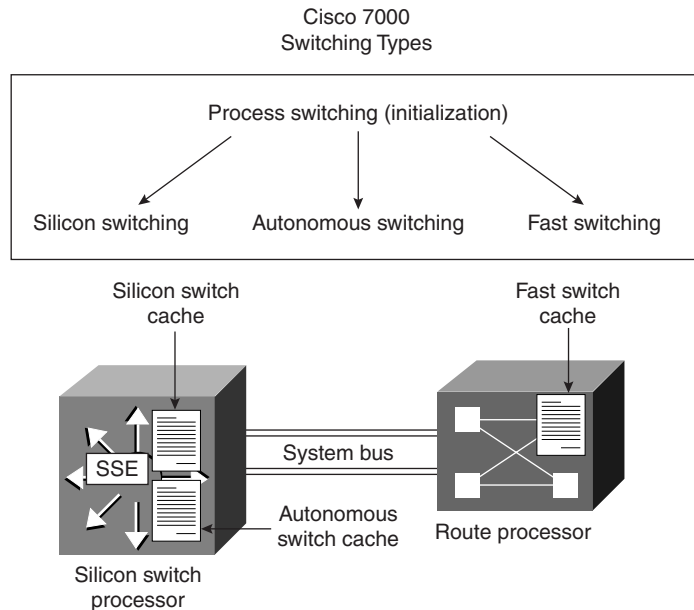 Cisco 7000
Switching Types
Process switching (initialization)
Silicon switching
Autonomous switching
Fast switching
Silicon switch
cache
Fast switch
cache
SSE
System bus
Autonomous
switch cache
Route processor
Silicon switch
processor